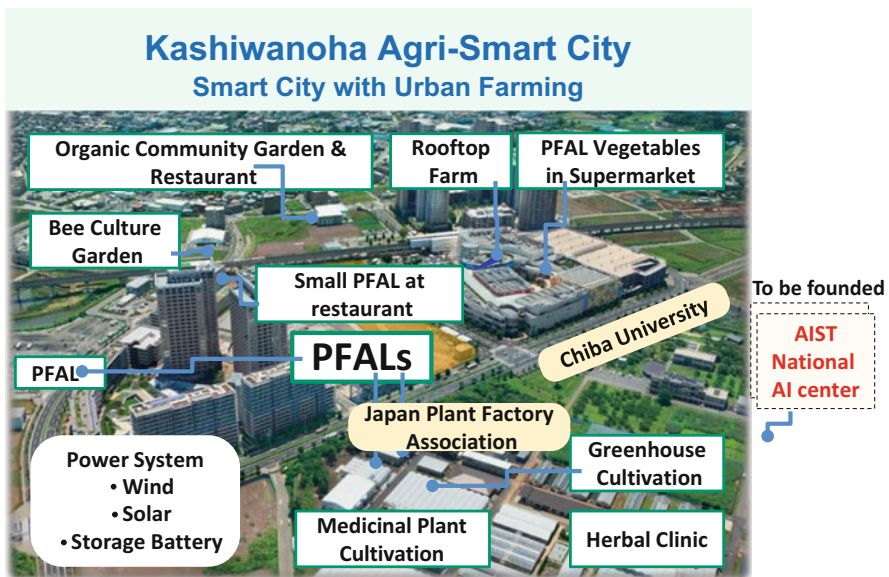 Kashiwanoha Agri-Smart City
Smart City with Urban Farming
Organic Community Garden &
Restaurant
Rooftop
Farm
PFAL Vegetables
in Supermarket
Bee Culture
Garden
Small PFAL at
restaurant
To be founded
AIST
National
AI center
Chiba University
PFALs
PFAL
Japan Plant Factory
Association
Greenhouse
Cultivation
Power System
• Wind
• Solar
• Storage Battery
Medicinal Plant
Cultivation
Herbal Clinic